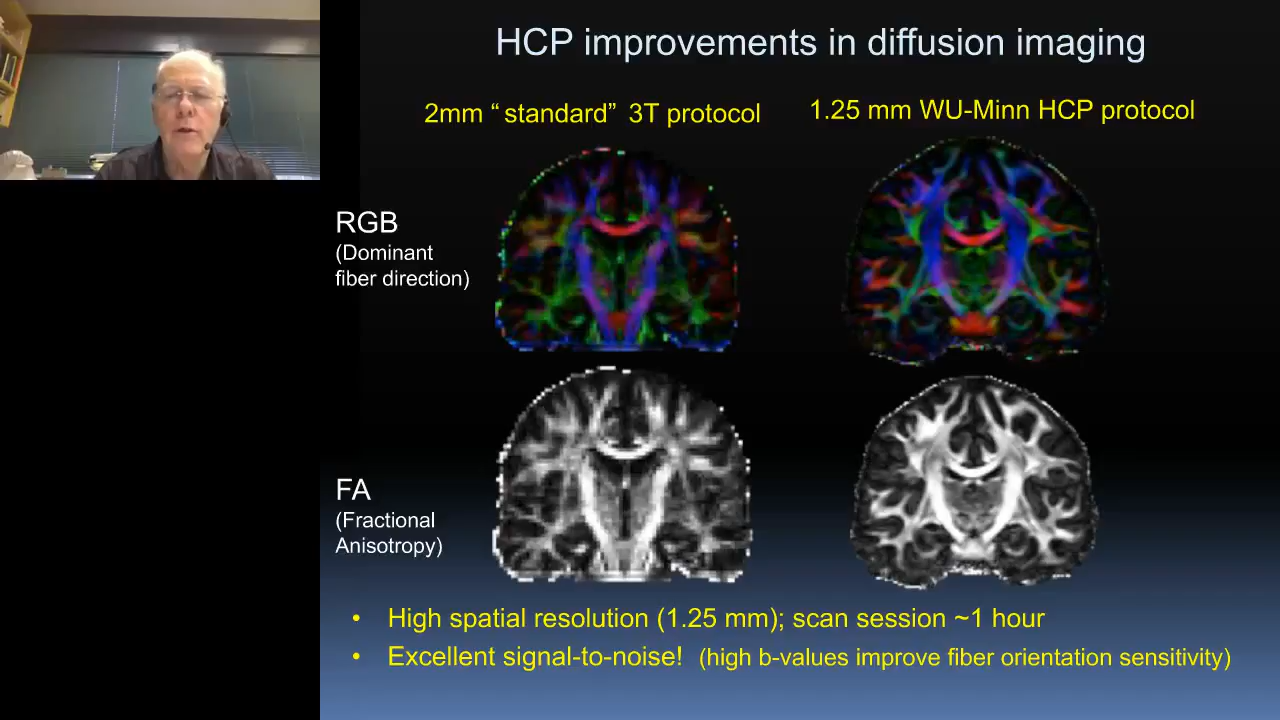 HCP improvements in diffusion imaging
2mm “standard” 3T protocol
1.25 mm WU-Minn HCP protocol
RGB
(Dominant
fiber direction)
FA
(Fractional
Anisotropy)
• High spatial resolution (1.25 mm); scan session ~1 hour
• Excellent signal-to-noise! (high b-values improve fiber orientation sensitivity)